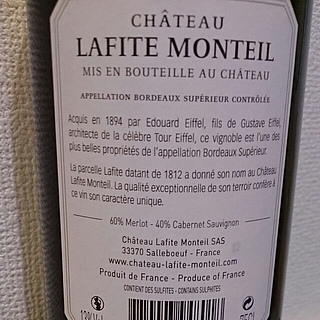 CHÂTEAU
LAFITE MONTEIL
MIS EN BOUTEILLE AU CHÂTEAU
APPELLATION BORDEAUX SUPÉRIEUR CONTRÔLÉE
Acquis en 1894 par Edouard Eiffel, fils de Gustave Eiffel,
architecte de la célèbre Tour Eiffel, ce vignoble est l'une des
plus belles propriétés de l'appellation Bordeaux Supérieur.
La parcelle Lafite datant de 1812 a donné son nom au Château
Lafite Monteil. La qualité exceptionnelle de son terroir confère à
ce vin son caractère unique.
60% Merlot - 40% Cabernet Sauvignon
Château Lafite Monteil SAS
33370 Salleboeuf - France
www.chateau-lafite-monteil.com
Produit de France - Produce of France
CONTIENT DES SULFITES - CONTAINS SULPHITES
75Cl